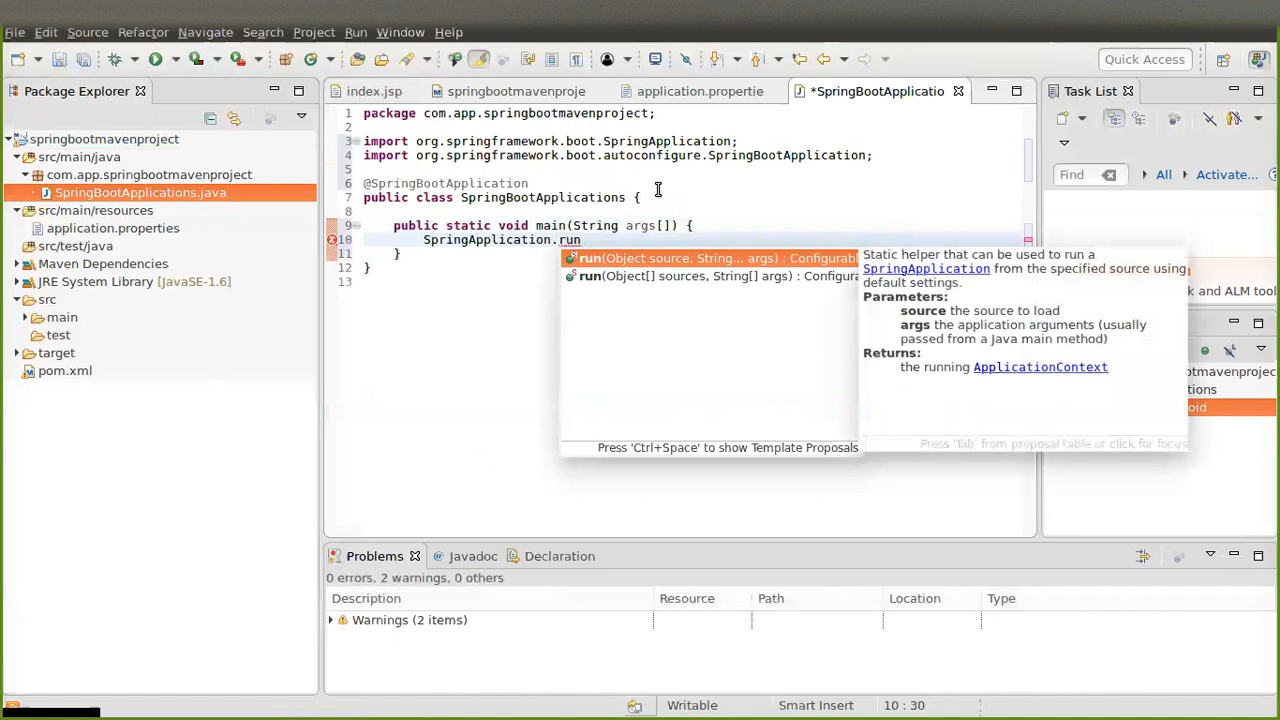 File Edit Source Refactor Navigate Search Project Run Window Help
Quick Access
Package Explorer
index.jsp
springbootmavenproje
application.propertie
*SpringBootApplicatio
Task List
springbootmavenproject
src/main/java
com.app.springbootmavenproject
SpringBootApplications.java
src/main/resources
application.properties
src/test/java
Maven Dependencies
JRE System Library [JavaSE-1.6]
src
main
test
target
pom.xml
1 package com.app.springbootmavenproject;
2
3 import org.springframework.boot.SpringApplication;
4 import org.springframework.boot.autoconfigure.SpringBootApplication;
5
6 @SpringBootApplication
7 public class SpringBootApplications {
8
9 public static void main(String args[]) {
10 SpringApplication.run
11 }
12 }
13
run(Object source, String... args) : Configurabl
run(Object[] sources, String[] args) : Configura
Press 'Ctrl+Space' to show Template Proposals
Static helper that can be used to run a
SpringApplication from the specified source using
default settings.
Parameters:
source the source to load
args the application arguments (usually
passed from a Java main method)
Returns:
the running ApplicationContext
Press 'Tab' from proposal table or click for focus
Find All Activate...
k and ALM tool
ootmavenprojec
tions
oid
Problems Javadoc Declaration
0 errors, 2 warnings, 0 others
Description Resource Path Location Type
Warnings (2 items)
Writable Smart Insert 10 : 30